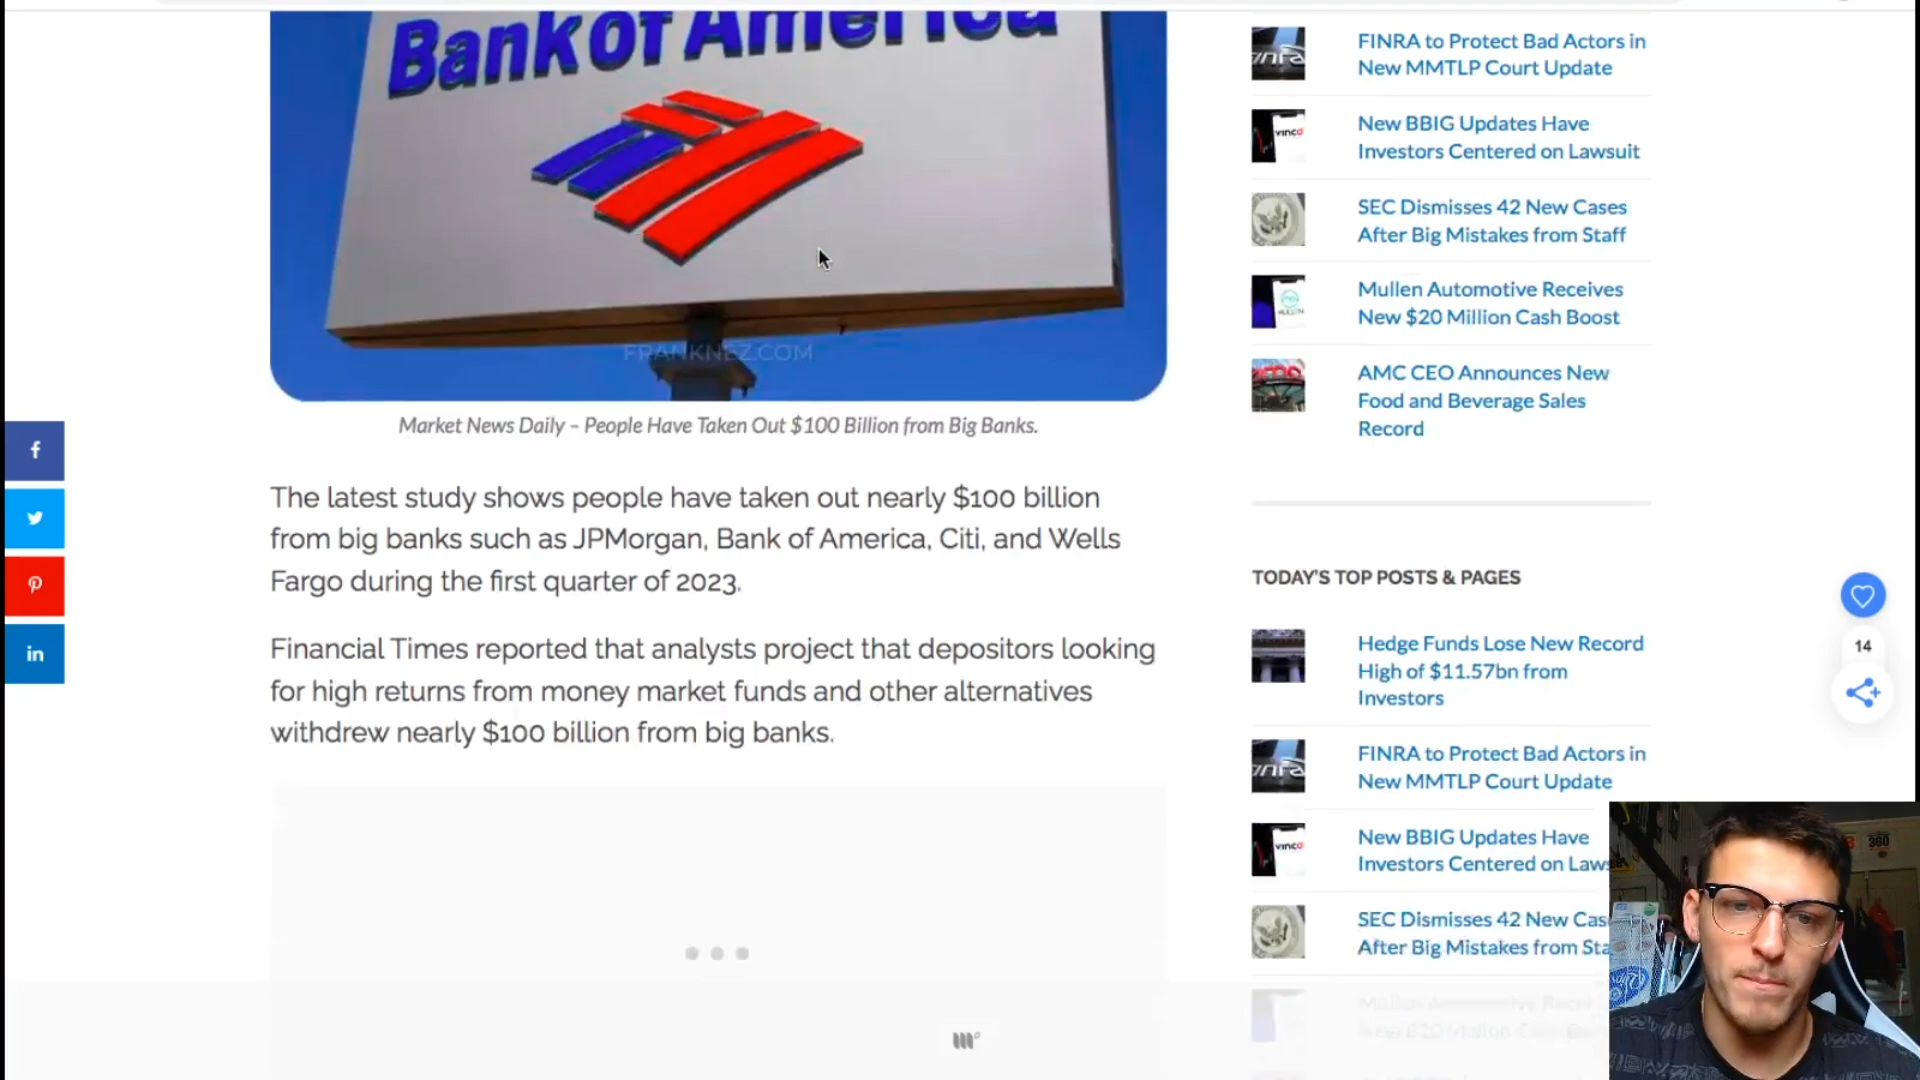 Bank of America
FRANKNEZ.COM
Market News Daily – People Have Taken Out $100 Billion from Big Banks.
The latest study shows people have taken out nearly $100 billion
from big banks such as JPMorgan, Bank of America, Citi, and Wells
Fargo during the first quarter of 2023.
Financial Times reported that analysts project that depositors looking
for high returns from money market funds and other alternatives
withdrew nearly $100 billion from big banks.
f
in
FINRA to Protect Bad Actors in
New MMTLP Court Update
New BBIG Updates Have
Investors Centered on Lawsuit
vinco
SEC Dismisses 42 New Cases
After Big Mistakes from Staff
Mullen Automotive Receives
New $20 Million Cash Boost
AMC CEO Announces New
Food and Beverage Sales
Record
TODAY'S TOP POSTS & PAGES
Hedge Funds Lose New Record
High of $11.57bn from
Investors
FINRA to Protect Bad Actors in
New MMTLP Court Update
New BBIG Updates Have
Investors Centered on
vinco
SEC Dismisses 42 New
After Big Mistakes from
14
360